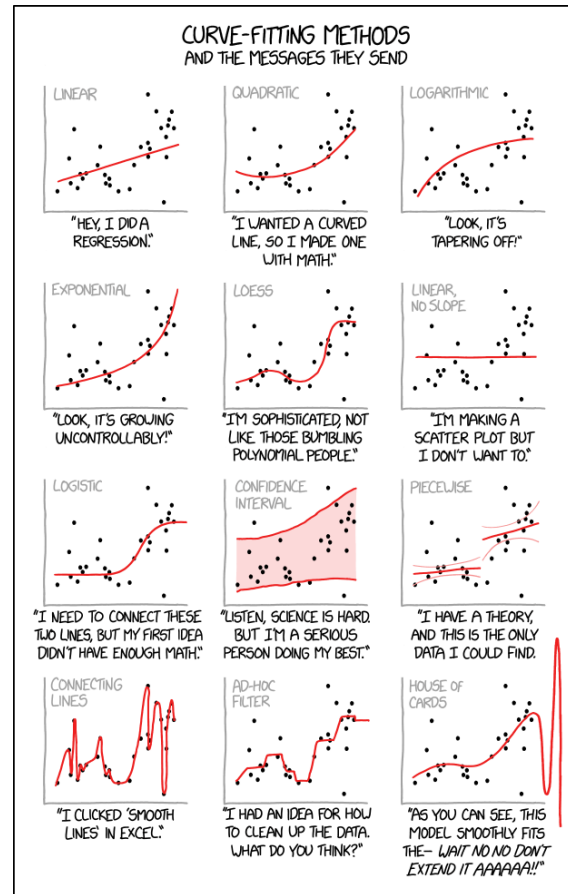 CURVE-FITTING METHODS
AND THE MESSAGES THEY SEND
LINEAR
"HEY, I DID A
REGRESSION."
QUADRATIC
"I WANTED A CURVED
LINE, SO I MADE ONE
WITH MATH."
LOGARITHMIC
"LOOK, IT'S
TAPERING OFF!"
EXPONENTIAL
"LOOK, IT'S GROWING
UNCONTROLLABLY!"
LOESS
"I'M SOPHISTICATED, NOT
LIKE THOSE BUMBLING
POLYNOMIAL PEOPLE."
LINEAR,
NO SLOPE
"I'M MAKING A
SCATTER PLOT BUT
I DON'T WANT TO."
LOGISTIC
"I NEED TO CONNECT THESE
TWO LINES, BUT MY FIRST IDEA
DIDN'T HAVE ENOUGH MATH."
CONFIDENCE
INTERVAL
"LISTEN, SCIENCE IS HARD.
BUT I'M A SERIOUS
PERSON DOING MY BEST."
PIECEWISE
"I HAVE A THEORY,
AND THIS IS THE ONLY
DATA I COULD FIND.
CONNECTING
LINES
"I CLICKED 'SMOOTH
LINES' IN EXCEL."
AD-HOC
FILTER
"I HAD AN IDEA FOR HOW
TO CLEAN UP THE DATA.
WHAT DO YOU THINK?"
HOUSE OF
CARDS
"AS YOU CAN SEE, THIS
MODEL SMOOTHLY FITS
THE- WAIT NO NO DON'T
EXTEND IT AAAAAA!!"